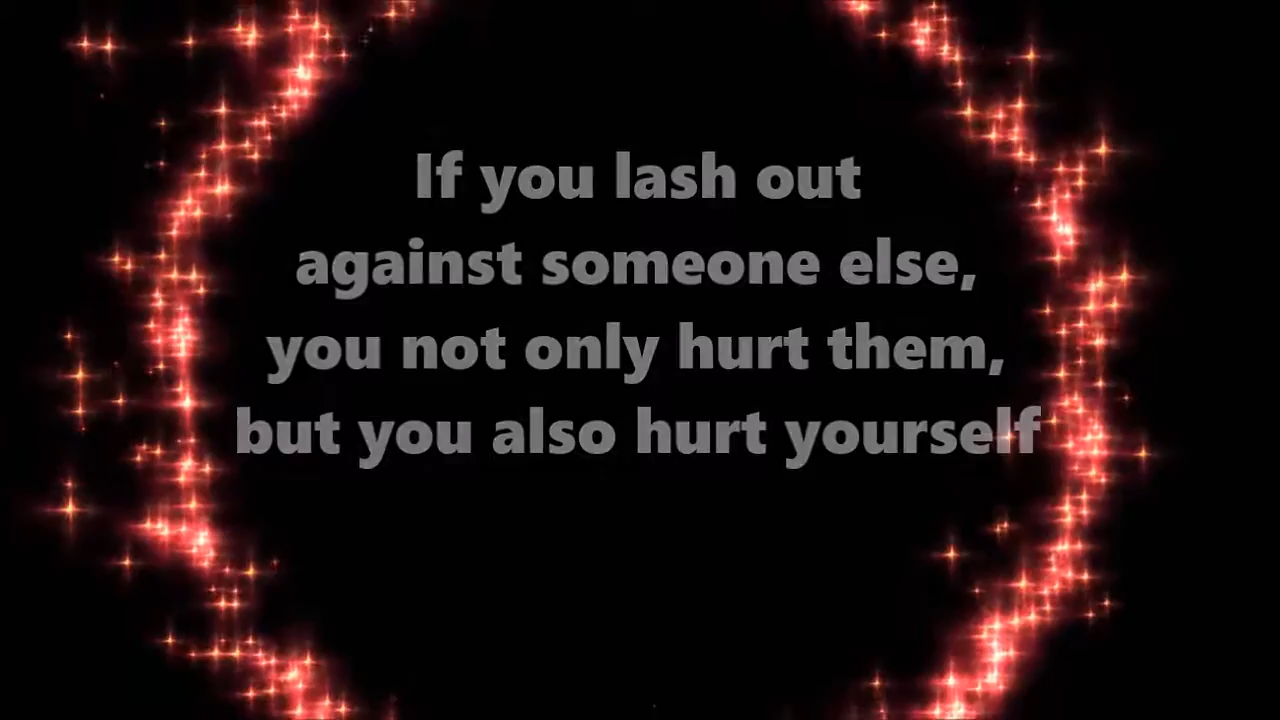 If you lash out
against someone else,
you not only hurt them,
but you also hurt yourself